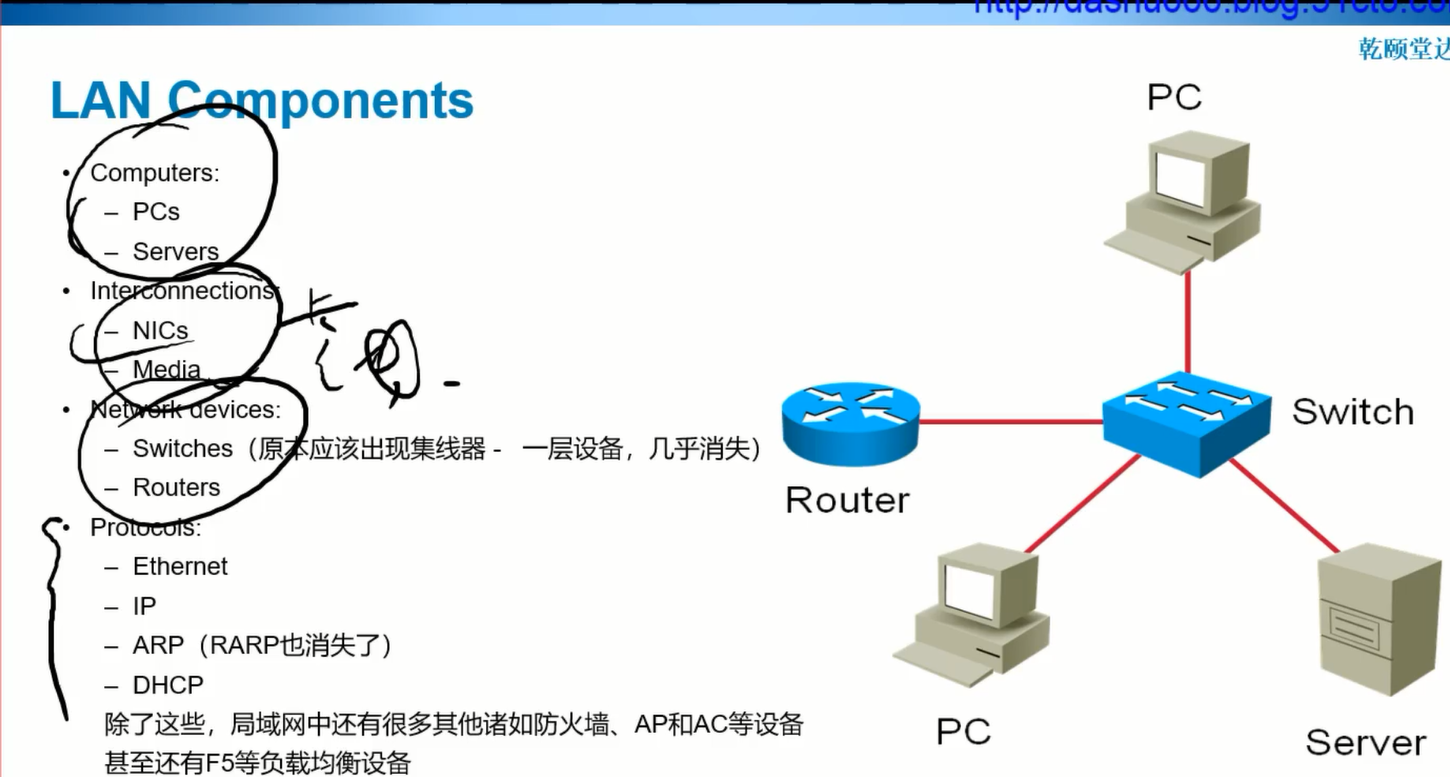 LAN Components
PC
Computers:
– PCs
– Servers
Interconnections:
– NICs
– Media
Network devices:
– Switches（原本应该出现集线器 - 一层设备，几乎消失）
– Routers
Protocols:
– Ethernet
– IP
– ARP（RARP也消失了）
– DHCP
除了这些，局域网中还有很多其他诸如防火墙、AP和AC等设备
甚至还有F5等负载均衡设备
Switch
Router
PC
Server
乾颐堂